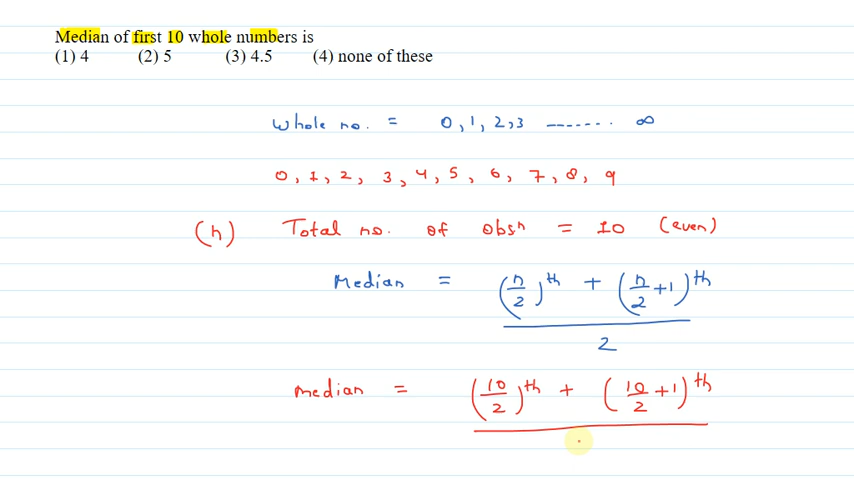 Median of first 10 whole numbers is
(1) 4 (2) 5 (3) 4.5 (4) none of these
Whole no. = 0, 1, 2, 3 ------- ∞
0, 1, 2, 3, 4, 5, 6, 7, 8, 9
(n) Total no. of obsⁿ = 10 (even)
Median = (n/2)^th + (n/2 + 1)^th
2
median = (10/2)^th + (10/2 + 1)^th